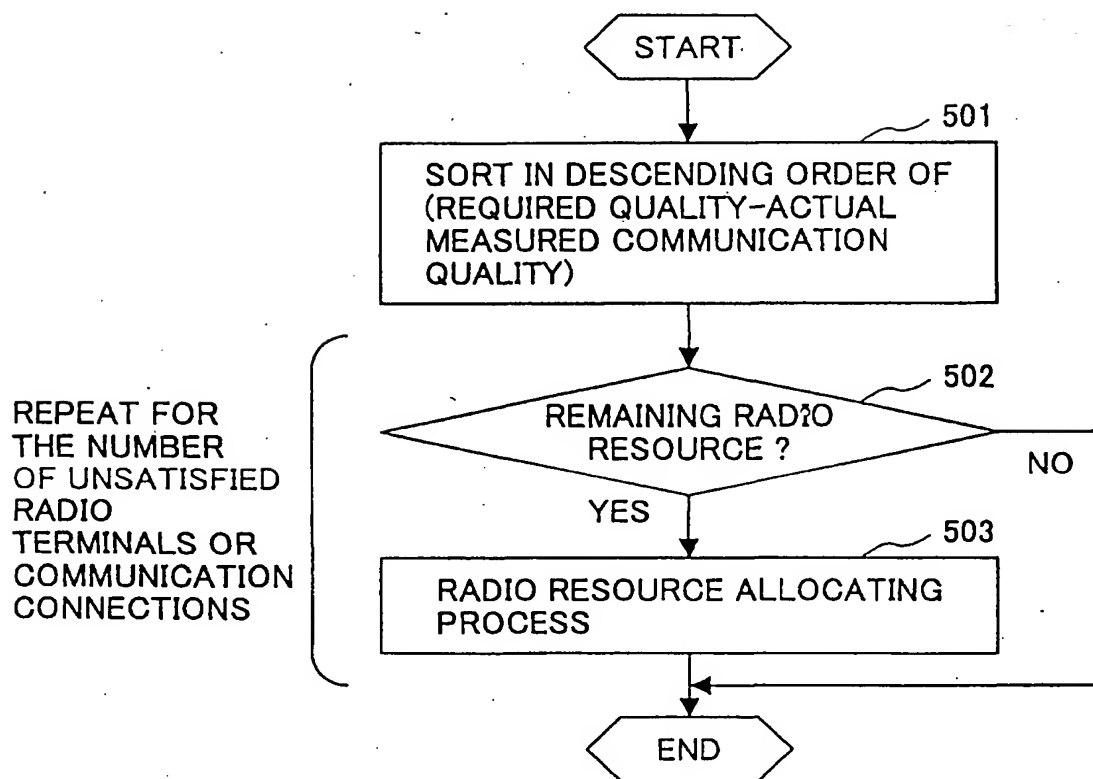 START
501
SORT IN DESCENDING ORDER OF
(REQUIRED QUALITY-ACTUAL
MEASURED COMMUNICATION
QUALITY)
502
REMAINING RADIO
RESOURCE ?
NO
YES
REPEAT FOR
THE NUMBER
OF UNSATISFIED
RADIO
TERMINALS OR
COMMUNICATION
CONNECTIONS
503
RADIO RESOURCE ALLOCATING
PROCESS
END